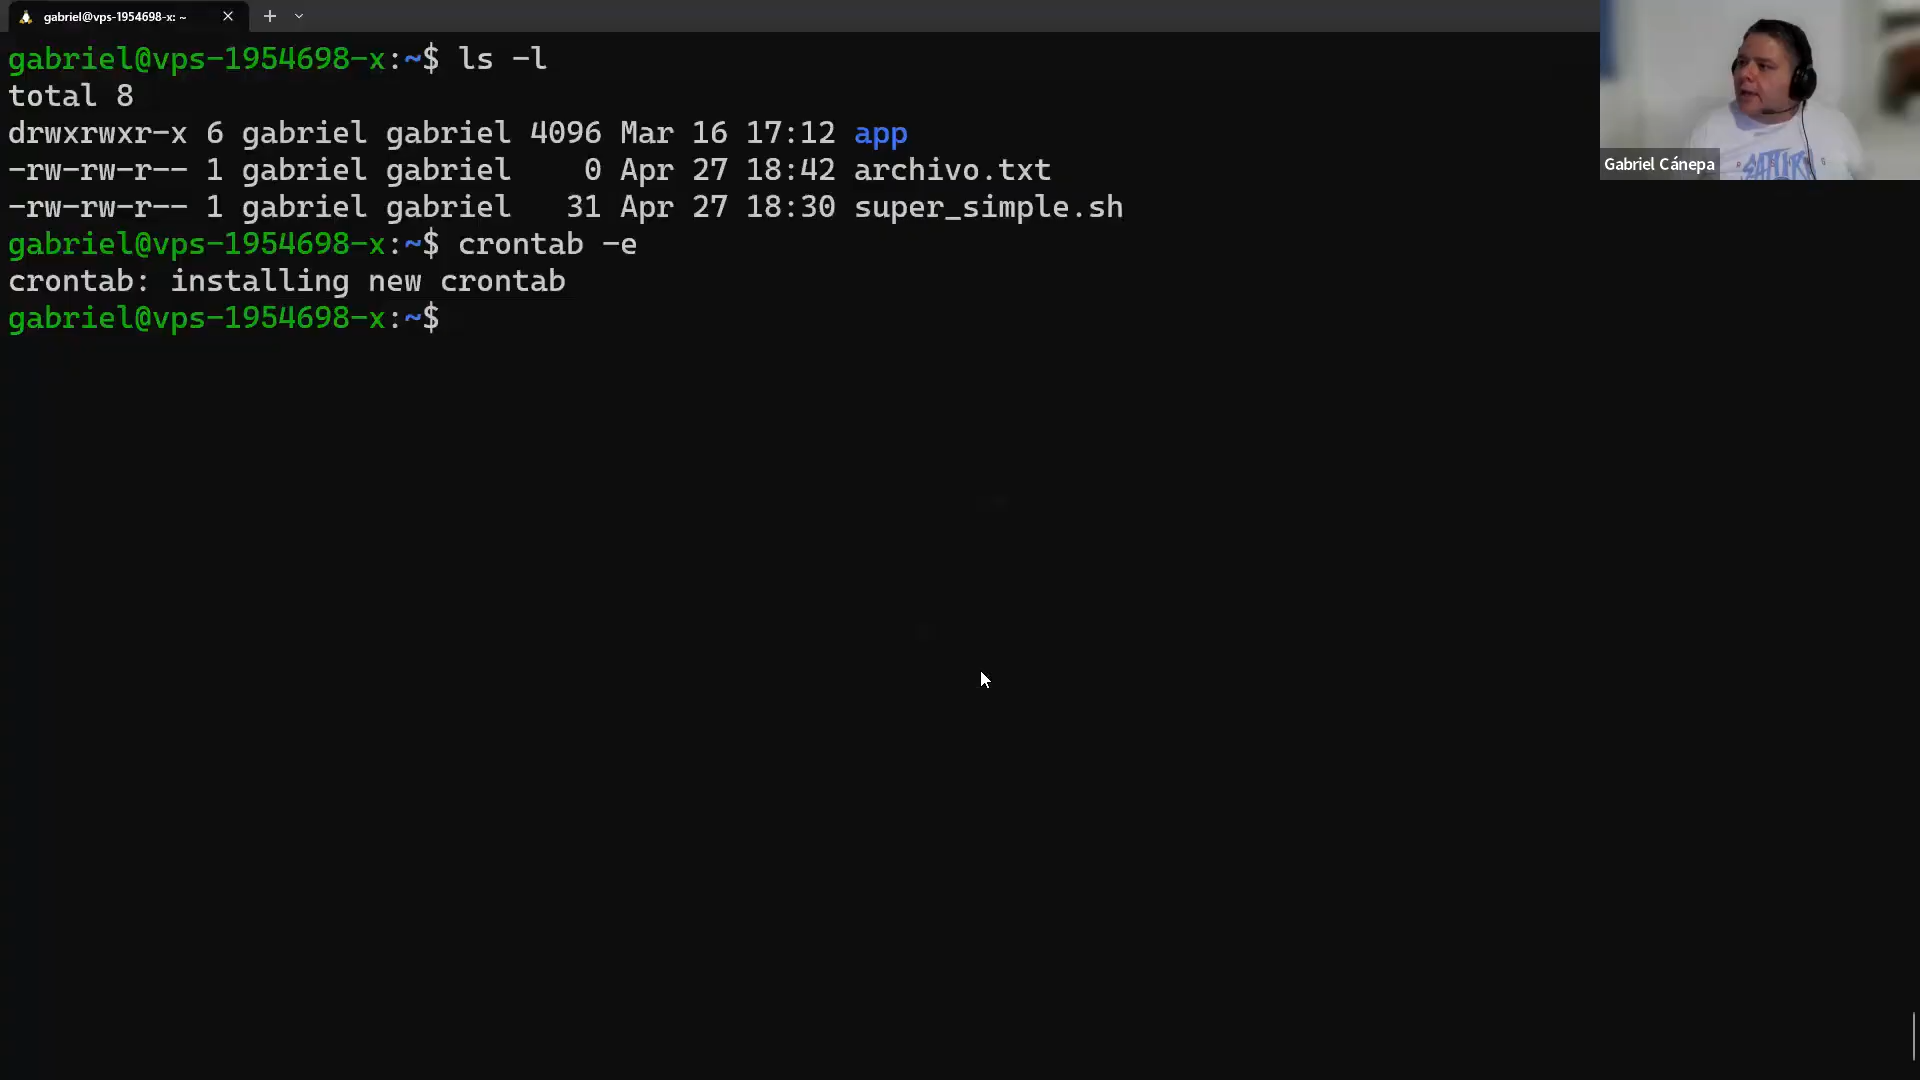 gabriel@vps-1954698-x: ~
gabriel@vps-1954698-x:~$ ls -l
total 8
drwxrwxr-x 6 gabriel gabriel 4096 Mar 16 17:12 app
-rw-rw-r-- 1 gabriel gabriel    0 Apr 27 18:42 archivo.txt
-rw-rw-r-- 1 gabriel gabriel   31 Apr 27 18:30 super_simple.sh
gabriel@vps-1954698-x:~$ crontab -e
crontab: installing new crontab
gabriel@vps-1954698-x:~$
Gabriel Cánepa